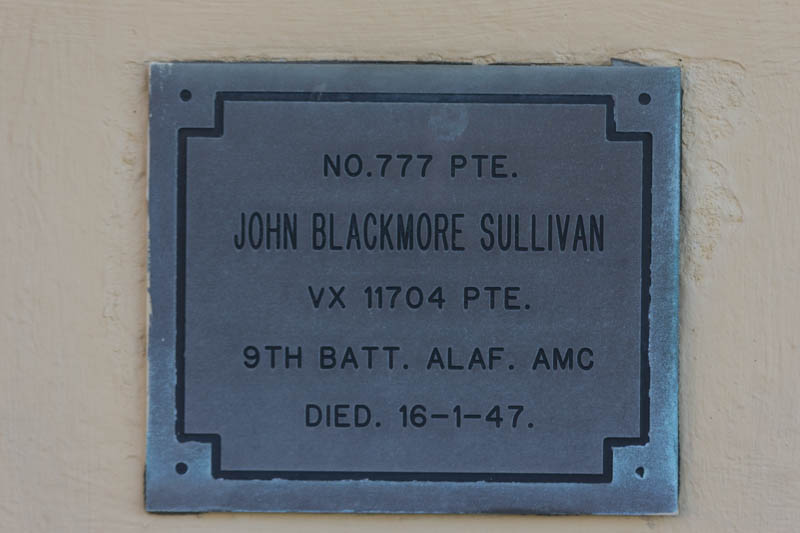 NO.777 PTE.
JOHN BLACKMORE SULLIVAN
VX 11704 PTE.
9TH BATT. ALAF. AMC
DIED. 16-1-47.